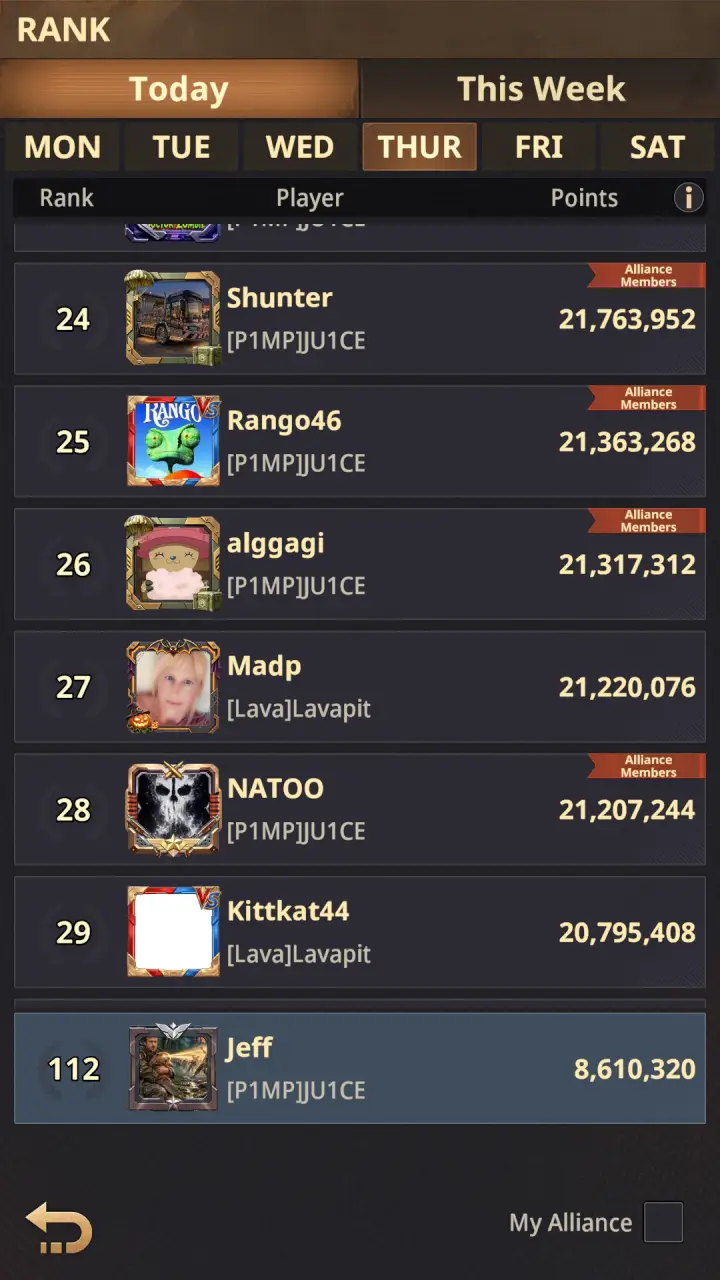 RANK
Today
This Week
MON
TUE
WED
THUR
FRI
SAT
Rank
Player
Points
24
Shunter
[P1MP]JU1CE
Alliance
Members
21,763,952
25
RANGO
VS
Rango46
[P1MP]JU1CE
Alliance
Members
21,363,268
26
alggagi
[P1MP]JU1CE
Alliance
Members
21,317,312
27
Madp
[Lava]Lavapit
21,220,076
28
NATOO
[P1MP]JU1CE
Alliance
Members
21,207,244
29
VS
Kittkat44
[Lava]Lavapit
20,795,408
112
Jeff
[P1MP]JU1CE
8,610,320
My Alliance